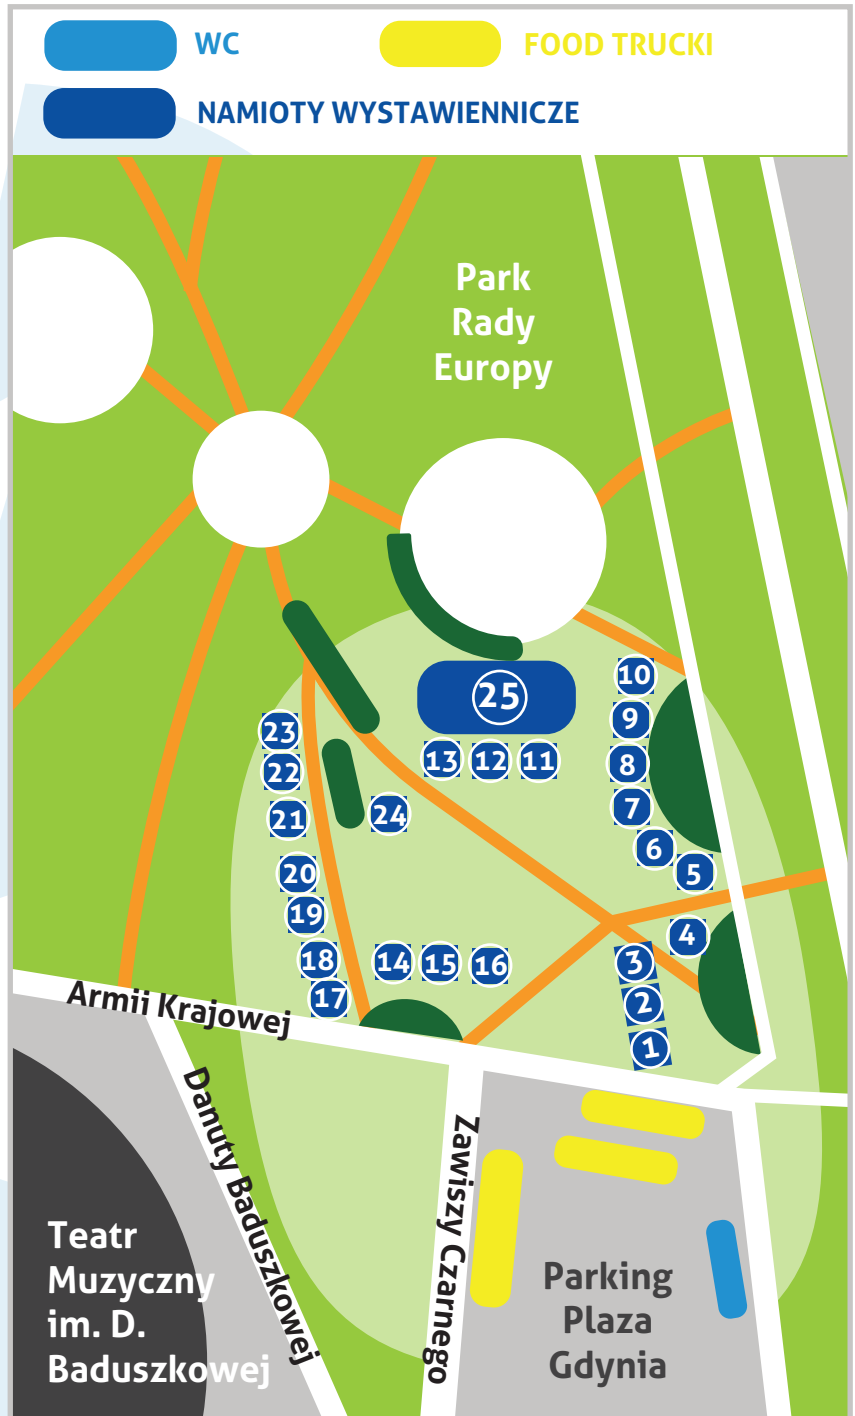 WC
FOOD TRUCKI
NAMIOTY WYSTAWIENNICZE
Park
Rady
Europy
25
10
9
8
7
6
5
4
3
2
1
13 12 11
23
22
21
24
20
19
18
17
14 15 16
Armii Krajowej
Danuty Baduszkowej
Zawiszy Czarnego
Teatr
Muzyczny
im. D.
Baduszkowej
Parking
Plaza
Gdynia